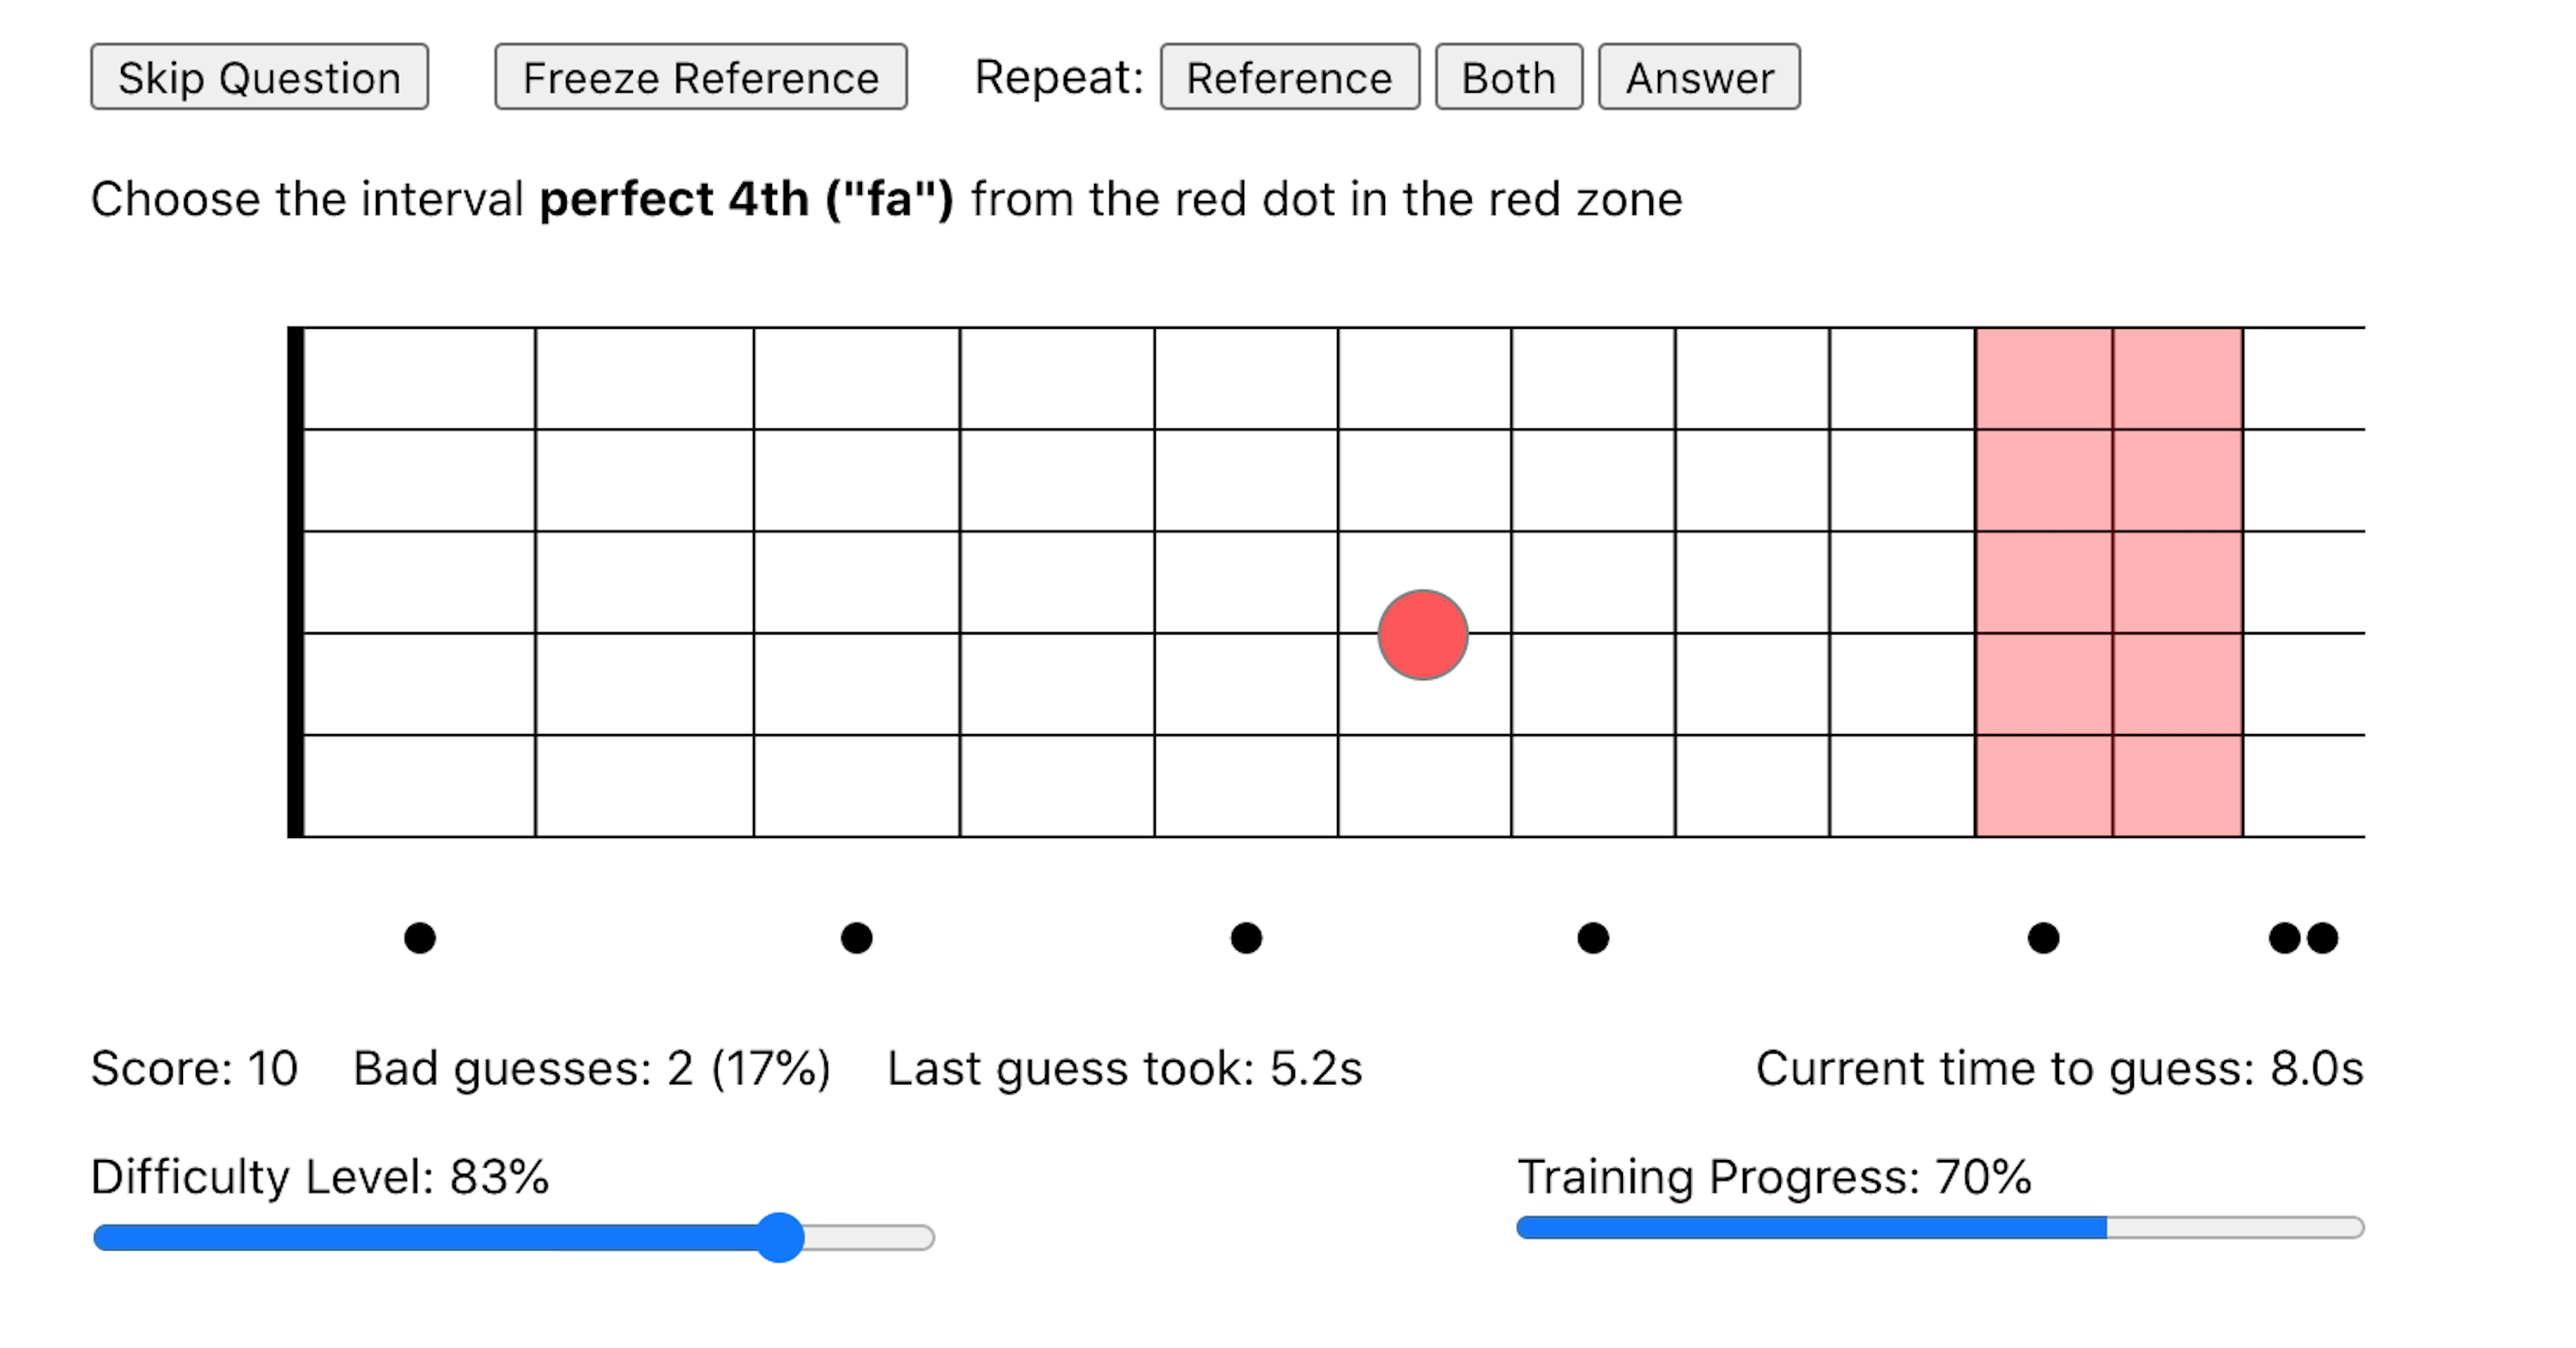 Skip Question Freeze Reference Repeat: Reference Both Answer
Choose the interval perfect 4th ("fa") from the red dot in the red zone
Score: 10 Bad guesses: 2 (17%) Last guess took: 5.2s Current time to guess: 8.0s
Difficulty Level: 83% Training Progress: 70%